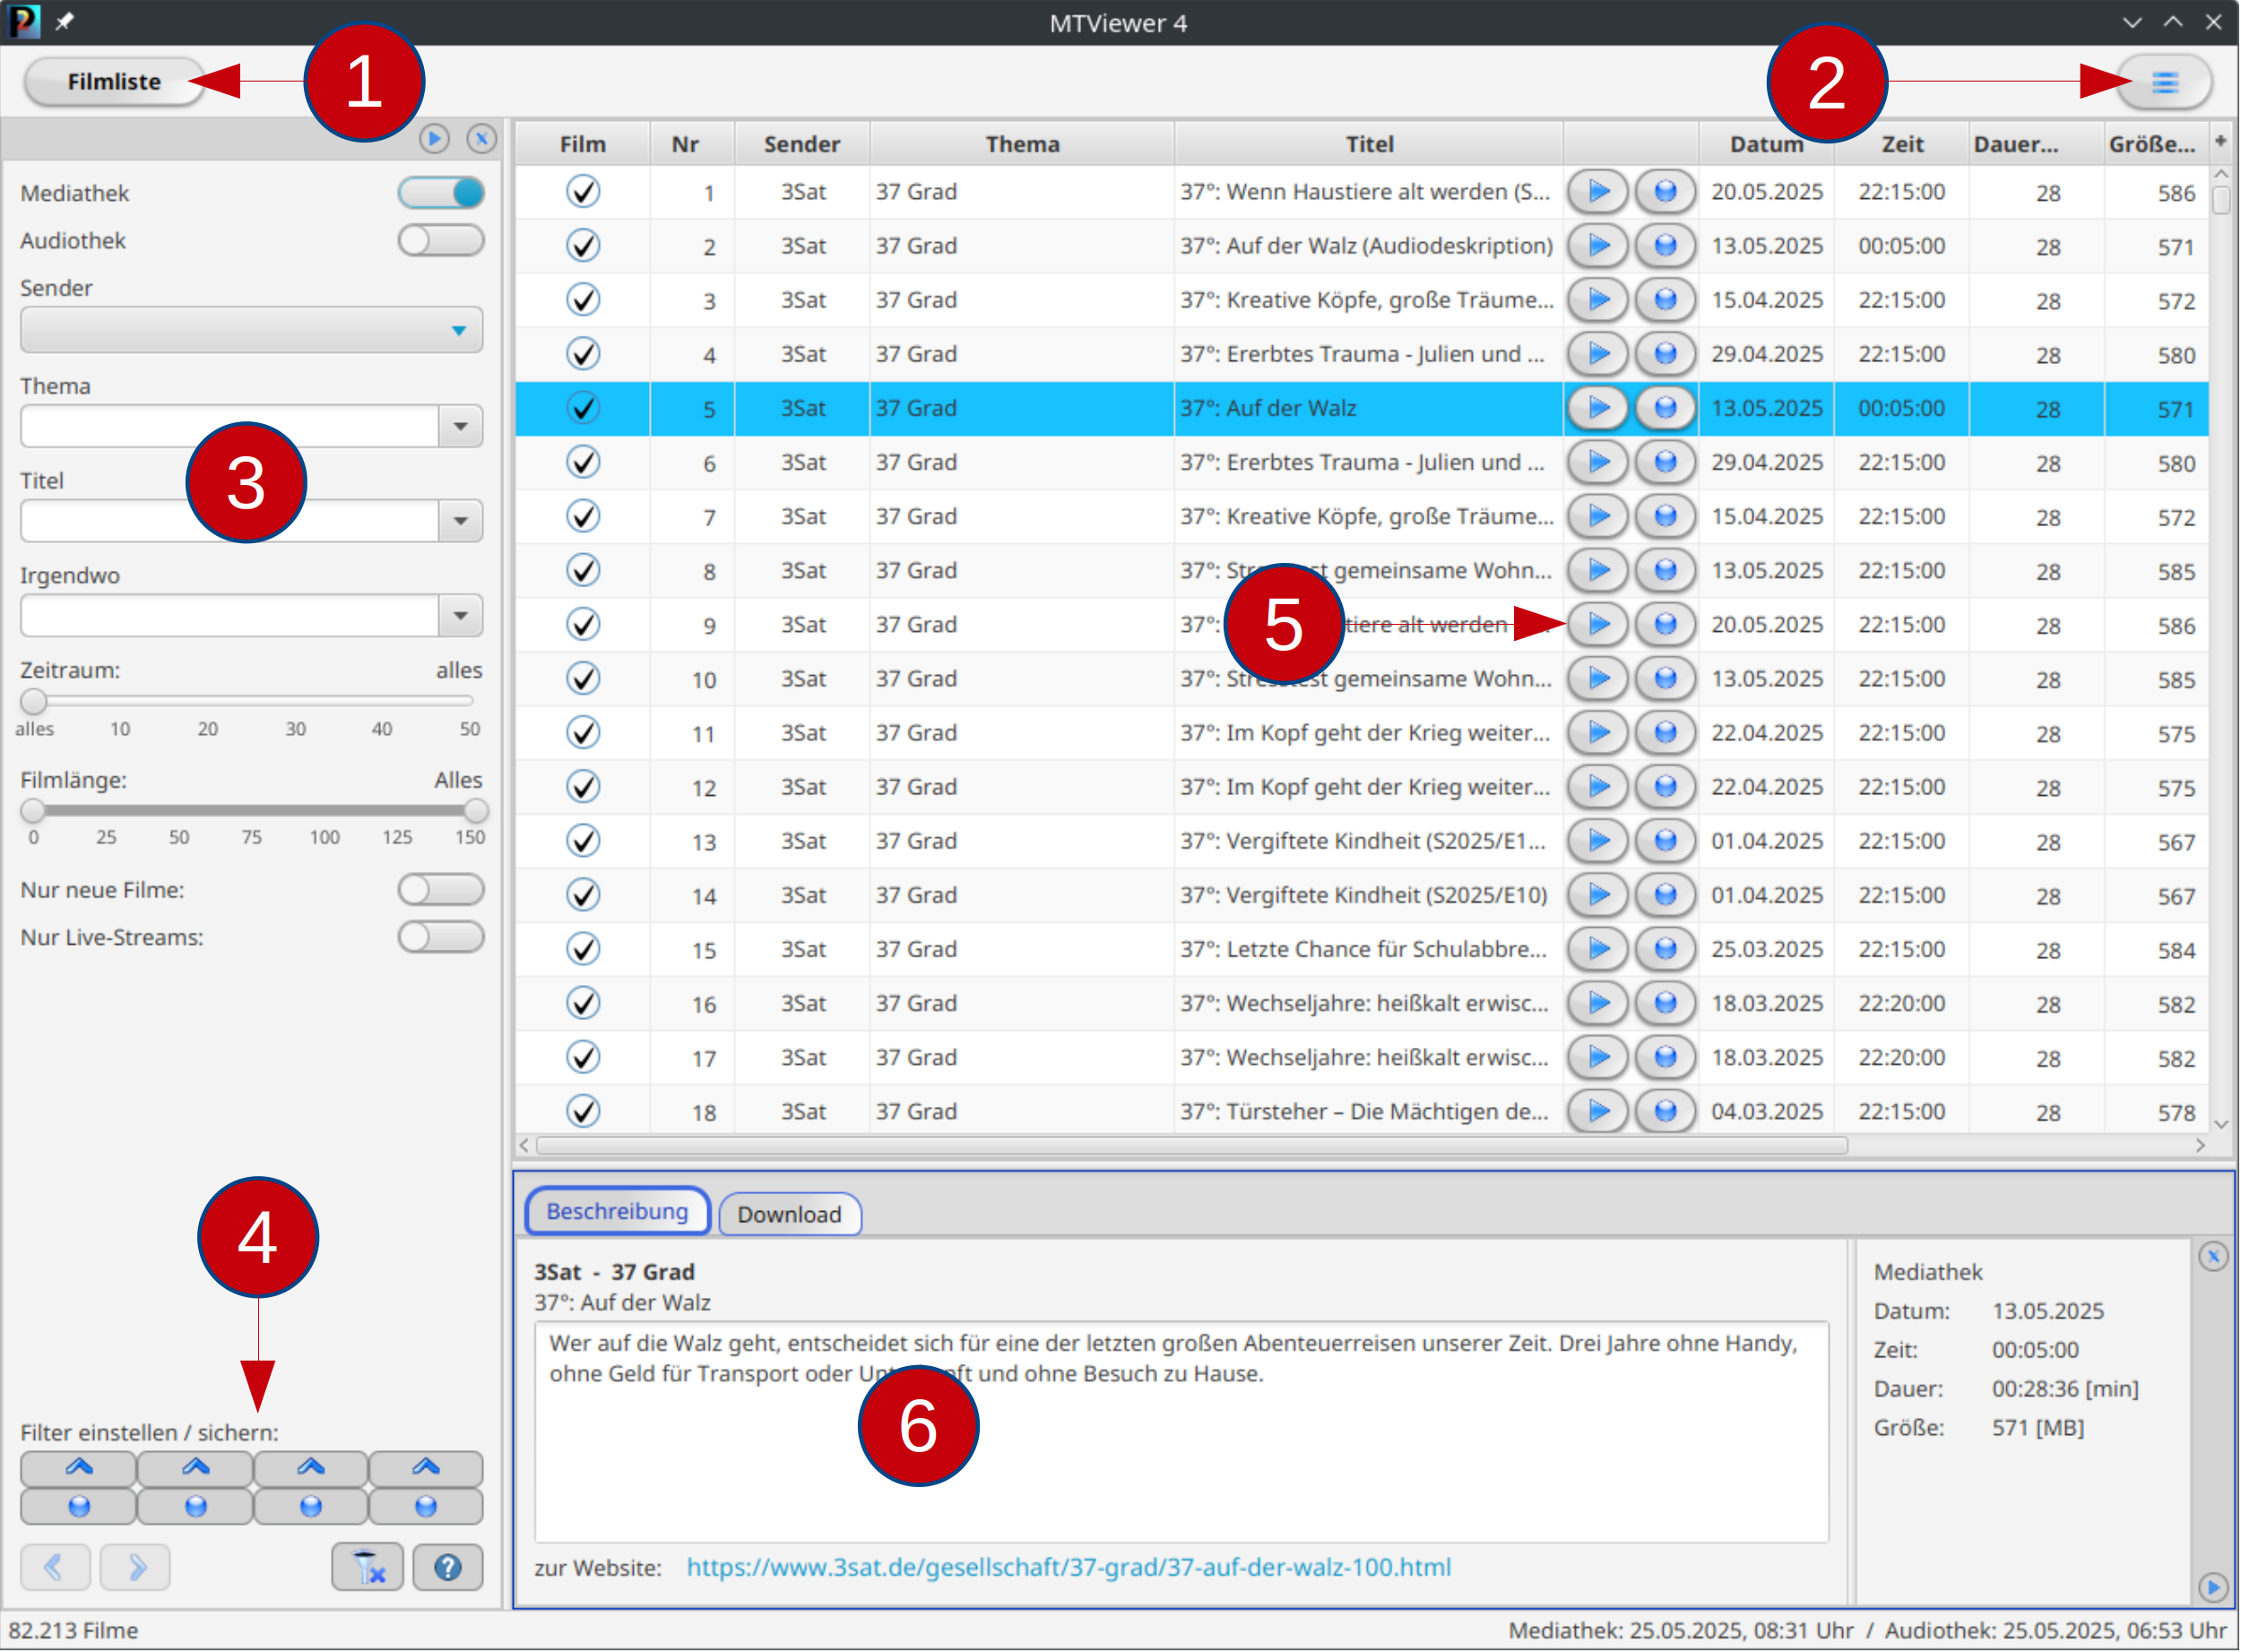 MTViewer 4
Filmliste
1
2
Mediathek
Audiothek
Sender
Thema
3
Titel
Irgendwo
Zeitraum: alles
alles 10 20 30 40 50
Filmlänge: Alles
0 25 50 75 100 125 150
Nur neue Filme:
Nur Live-Streams:
4
Filter einstellen / sichern:
Film Nr Sender Thema Titel Datum Zeit Dauer... Größe... +
1 3Sat 37 Grad 37°: Wenn Haustiere alt werden (S... 20.05.2025 22:15:00 28 586
2 3Sat 37 Grad 37°: Auf der Walz (Audiodeskription) 13.05.2025 00:05:00 28 571
3 3Sat 37 Grad 37°: Kreative Köpfe, große Träume... 15.04.2025 22:15:00 28 572
4 3Sat 37 Grad 37°: Ererbtes Trauma - Julien und ... 29.04.2025 22:15:00 28 580
5 3Sat 37 Grad 37°: Auf der Walz 13.05.2025 00:05:00 28 571
6 3Sat 37 Grad 37°: Ererbtes Trauma - Julien und ... 29.04.2025 22:15:00 28 580
7 3Sat 37 Grad 37°: Kreative Köpfe, große Träume... 15.04.2025 22:15:00 28 572
8 3Sat 37 Grad 37°: gemeinsame Wohn... 13.05.2025 22:15:00 28 585
9 3Sat 37 Grad 37°: 5 alt werden 20.05.2025 22:15:00 28 586
10 3Sat 37 Grad 37°: Stresstest gemeinsame Wohn... 13.05.2025 22:15:00 28 585
11 3Sat 37 Grad 37°: Im Kopf geht der Krieg weiter... 22.04.2025 22:15:00 28 575
12 3Sat 37 Grad 37°: Im Kopf geht der Krieg weiter... 22.04.2025 22:15:00 28 575
13 3Sat 37 Grad 37°: Vergiftete Kindheit (S2025/E1... 01.04.2025 22:15:00 28 567
14 3Sat 37 Grad 37°: Vergiftete Kindheit (S2025/E10) 01.04.2025 22:15:00 28 567
15 3Sat 37 Grad 37°: Letzte Chance für Schulabbre... 25.03.2025 22:15:00 28 584
16 3Sat 37 Grad 37°: Wechseljahre: heißkalt erwisc... 18.03.2025 22:20:00 28 582
17 3Sat 37 Grad 37°: Wechseljahre: heißkalt erwisc... 18.03.2025 22:20:00 28 582
18 3Sat 37 Grad 37°: Türsteher – Die Mächtigen de... 04.03.2025 22:15:00 28 578
Beschreibung Download
3Sat - 37 Grad
37°: Auf der Walz
Wer auf die Walz geht, entscheidet sich für eine der letzten großen Abenteuerreisen unserer Zeit. Drei Jahre ohne Handy,
ohne Geld für Transport oder Unterkunft und ohne Besuch zu Hause.
6
zur Website: https://www.3sat.de/gesellschaft/37-grad/37-auf-der-walz-100.html
Mediathek
Datum: 13.05.2025
Zeit: 00:05:00
Dauer: 00:28:36 [min]
Größe: 571 [MB]
82.213 Filme
Mediathek: 25.05.2025, 08:31 Uhr / Audiothek: 25.05.2025, 06:53 Uhr